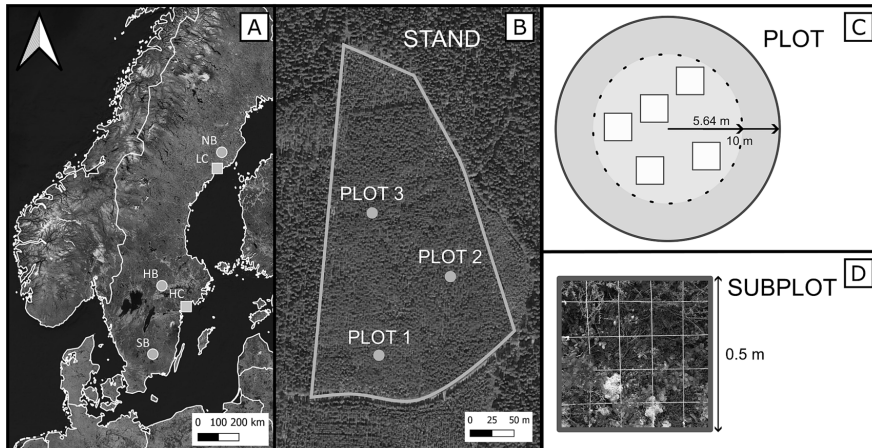 A
NB
LC
HB
HC
SB
0 100 200 km
STAND
B
PLOT 3
PLOT 2
PLOT 1
0 25 50 m
PLOT
C
5.64 m
10 m
SUBPLOT
D
0.5 m